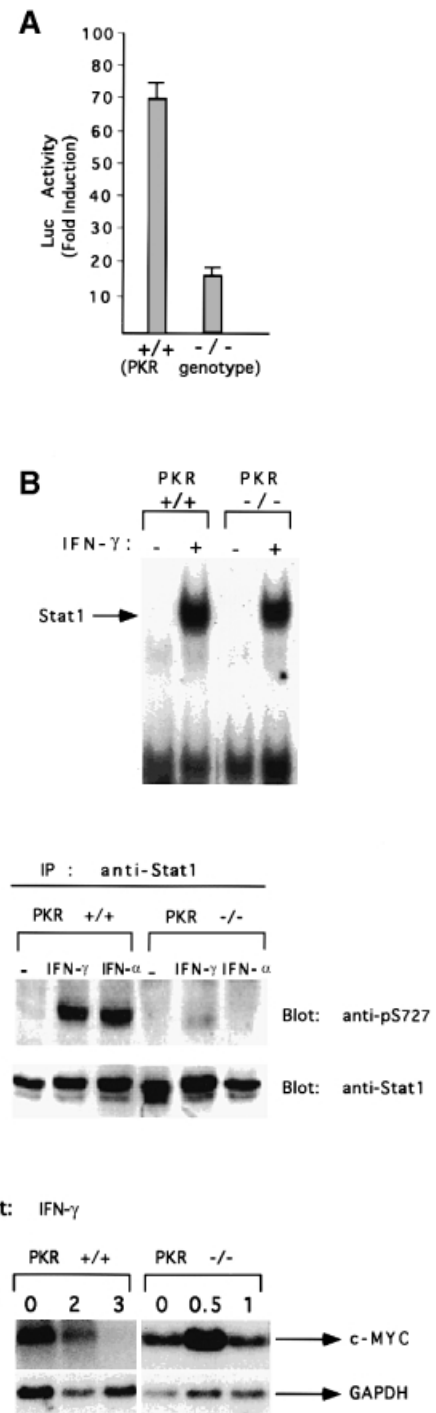 A
100
80
70
60
50
40
30
20
10
Luc Activity
(Fold Induction)
+/+ -/-
(PKR genotype)
B
PKR PKR
+/+ -/-
IFN-γ: - + - +
Stat1
IP : anti-Stat1
PKR +/+ PKR -/-
- IFN-γ IFN-α - IFN-γ IFN-α
Blot: anti-pS727
Blot: anti-Stat1
t: IFN-γ
PKR +/+ PKR -/-
0 2 3 0 0.5 1
c-MYC
GAPDH